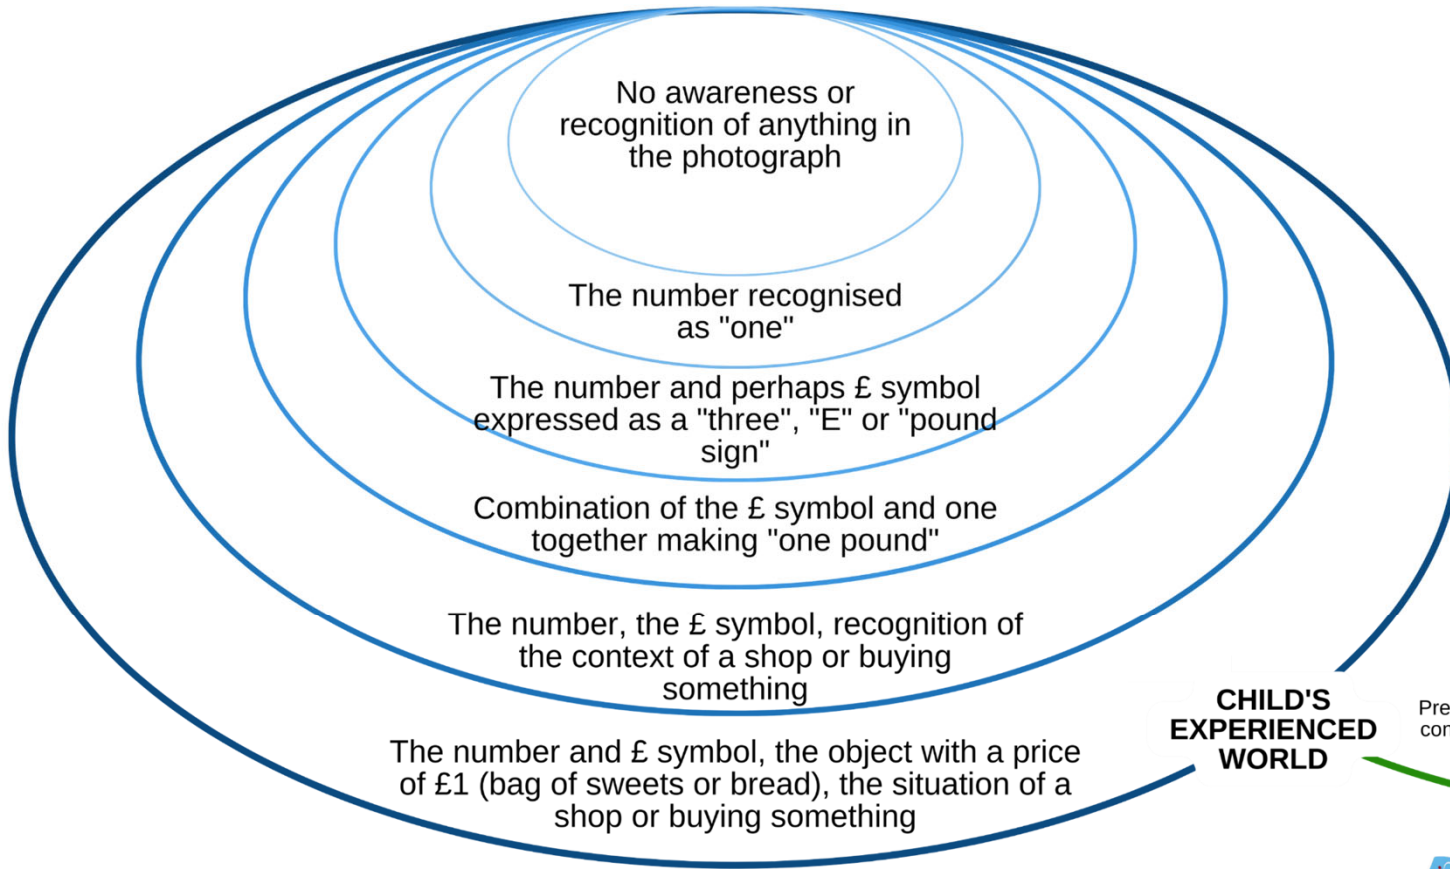 No awareness or
recognition of anything in
the photograph
The number recognised
as "one"
The number and perhaps £ symbol
expressed as a "three", "E" or "pound
sign"
Combination of the £ symbol and one
together making "one pound"
The number, the £ symbol, recognition of
the context of a shop or buying
something
The number and £ symbol, the object with a price
of £1 (bag of sweets or bread), the situation of a
shop or buying something
CHILD'S
EXPERIENCED
WORLD